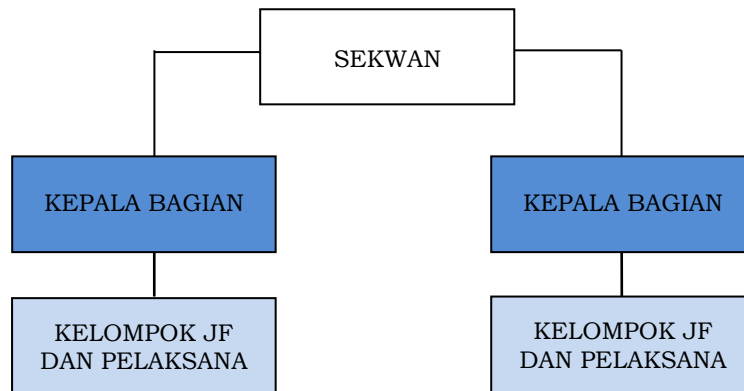 SEKWAN
KEPALA BAGIAN
KEPALA BAGIAN
KELOMPOK JF
DAN PELAKSANA
KELOMPOK JF
DAN PELAKSANA